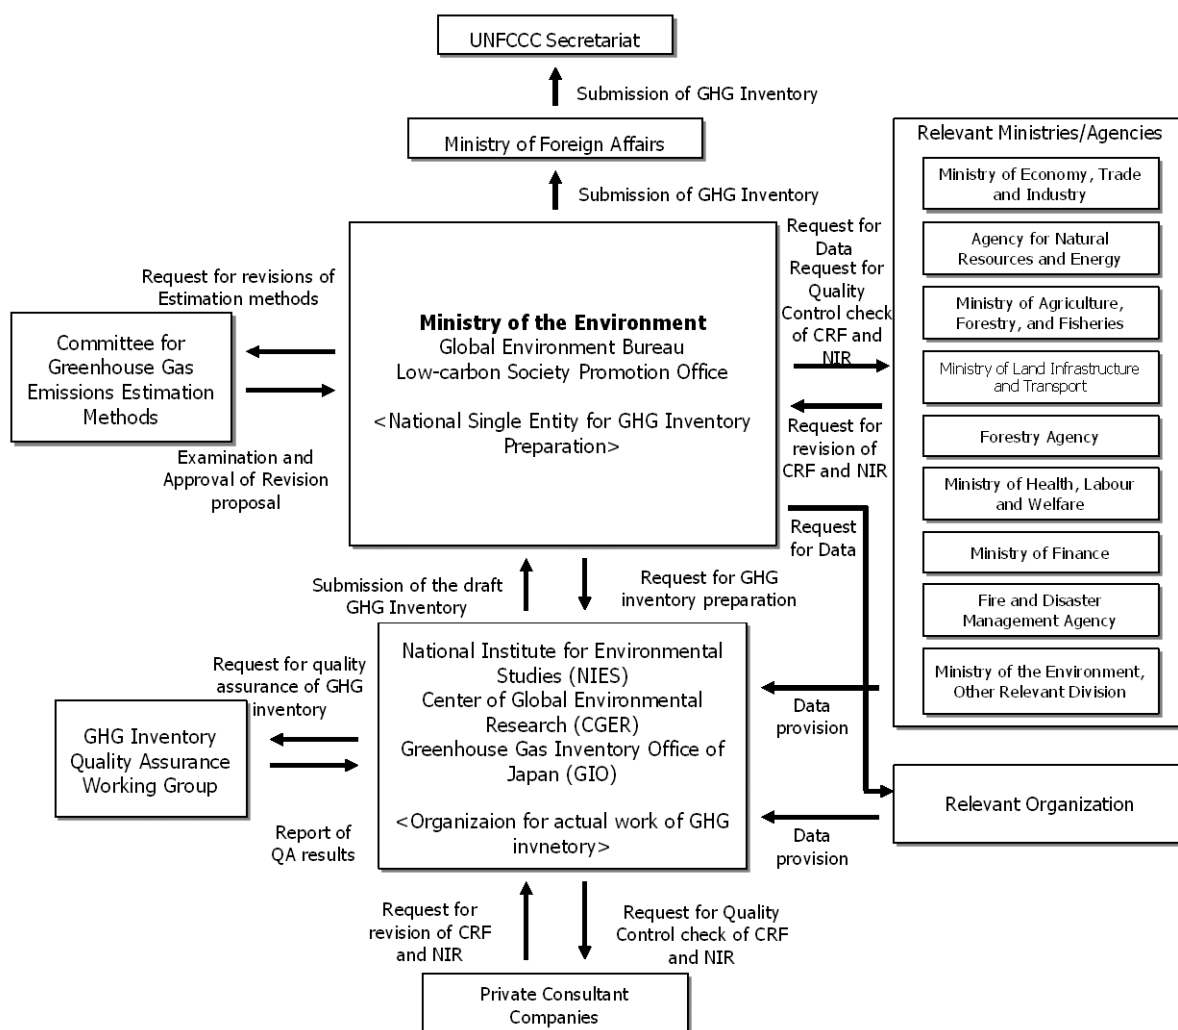 UNFCCC Secretariat
Submission of GHG Inventory
Ministry of Foreign Affairs
Submission of GHG Inventory
Relevant Ministries/Agencies
Ministry of Economy, Trade
and Industry
Agency for Natural
Resources and Energy
Ministry of Agriculture,
Forestry, and Fisheries
Ministry of Land Infrastructure
and Transport
Forestry Agency
Ministry of Health, Labour
and Welfare
Ministry of Finance
Fire and Disaster
Management Agency
Ministry of the Environment,
Other Relevant Division
Request for
Data
Request for
Quality
Control check
of CRF and
NIR
Request for
revision of
CRF and NIR
Request
for Data
Request for revisions of
Estimation methods
Committee for
Greenhouse Gas
Emissions Estimation
Methods
Examination and
Approval of Revision
proposal
Ministry of the Environment
Global Environment Bureau
Low-carbon Society Promotion Office
<National Single Entity for GHG Inventory
Preparation>
Submission of the draft
GHG Inventory
Request for GHG
inventory preparation
Request for quality
assurance of GHG
inventory
GHG Inventory
Quality Assurance
Working Group
Report of
QA results
National Institute for Environmental
Studies (NIES)
Center of Global Environmental
Research (CGER)
Greenhouse Gas Inventory Office of
Japan (GIO)
<Organizaion for actual work of GHG
invnetory>
Data
provision
Relevant Organization
Data
provision
Request for
revision of CRF
and NIR
Request for Quality
Control check of CRF
and NIR
Private Consultant
Companies